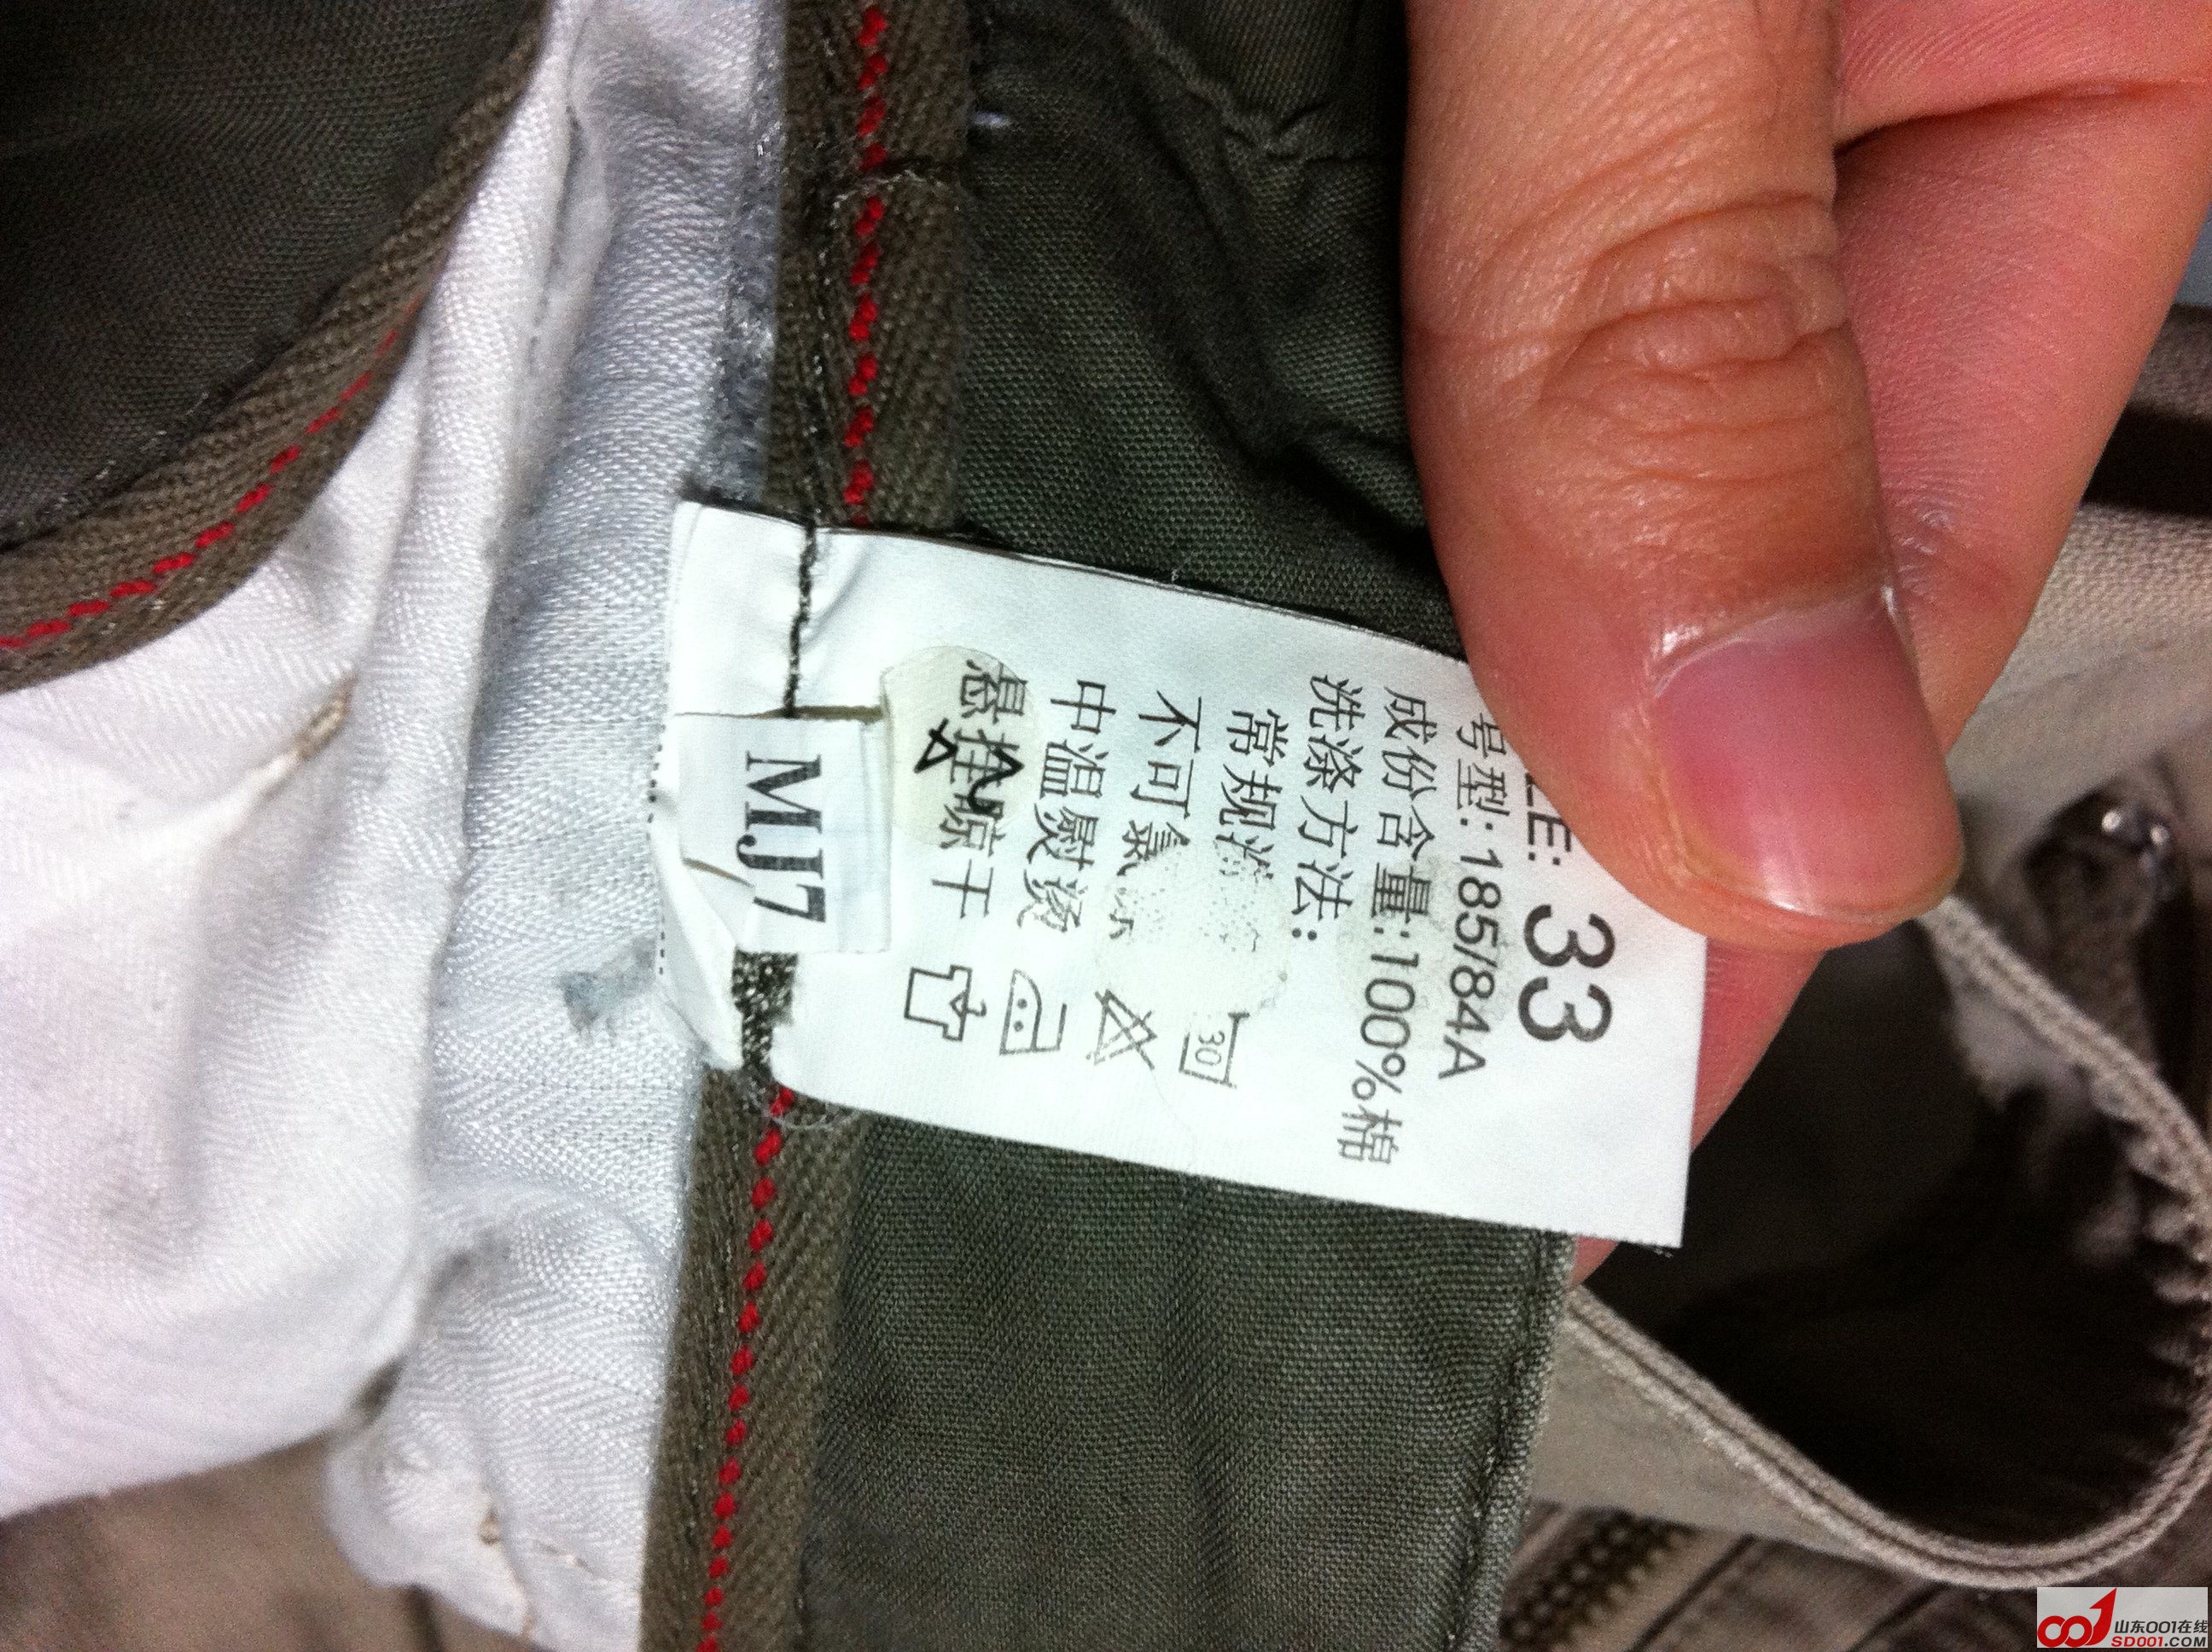 ZE: 33
号型: 185/84A
成份含量:100%棉
洗涤方法:
常规洗
30
不可氯
中温熨烫
悬挂晾干
MJ7
山东001在线
SD001.COM